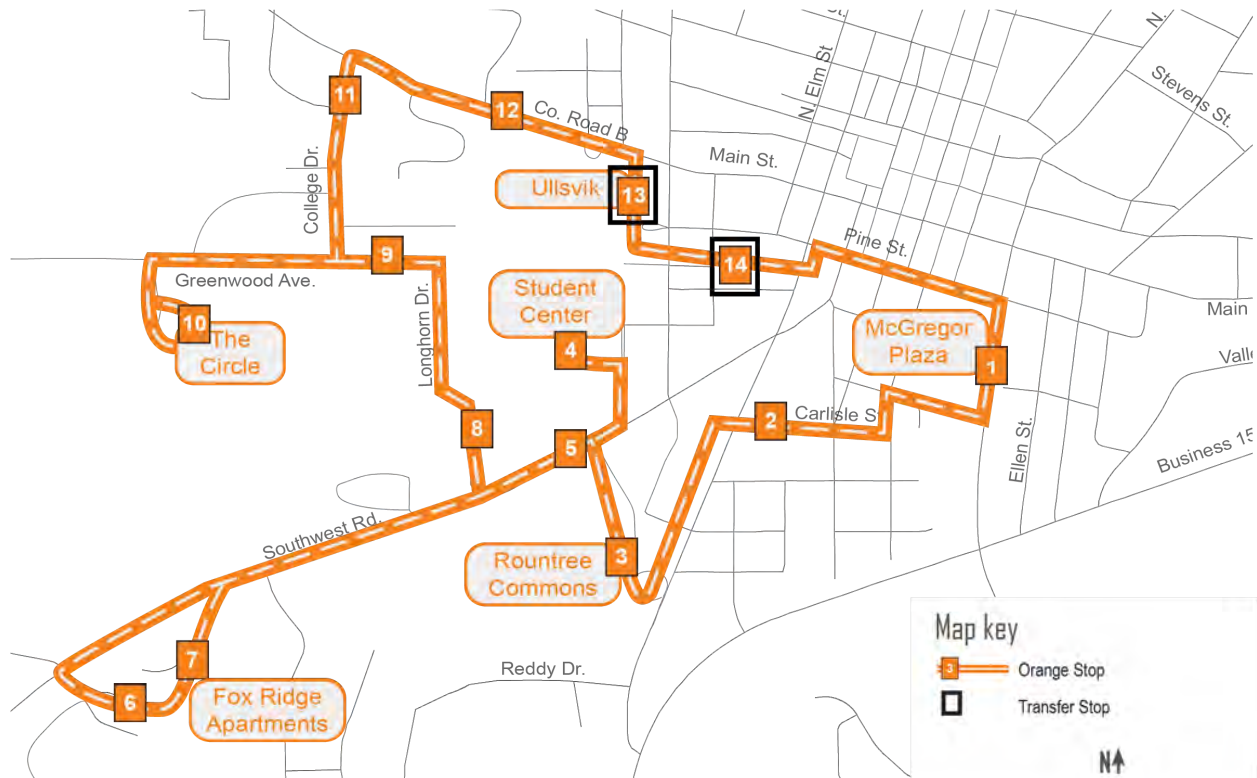 St.
N.
N. Elm St
Stevens St.
11
12
Co. Road B
Main St.
College Dr.
Ullsvik
13
Pine St.
9
14
Greenwood Ave.
Student
Center
10
The
Circle
Longhorn Dr.
4
McGregor
Plaza
1
Main
Valle
2
Carlisle S
8
5
Ellen St.
Business 15
Southwest Rd.
3
Rountree
Commons
7
6
Fox Ridge
Apartments
Reddy Dr.
Map key
3
Orange Stop
Transfer Stop
N